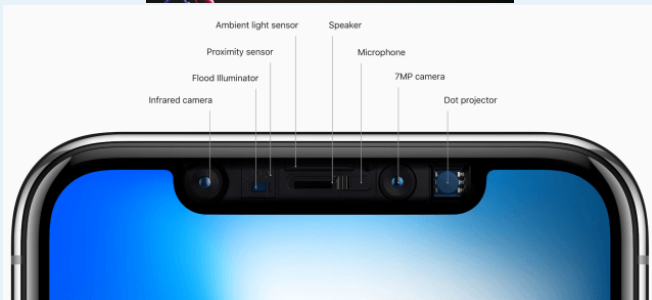 Ambient light sensor
Speaker
Proximity sensor
Microphone
Flood Illuminator
7MP camera
Infrared camera
Dot projector